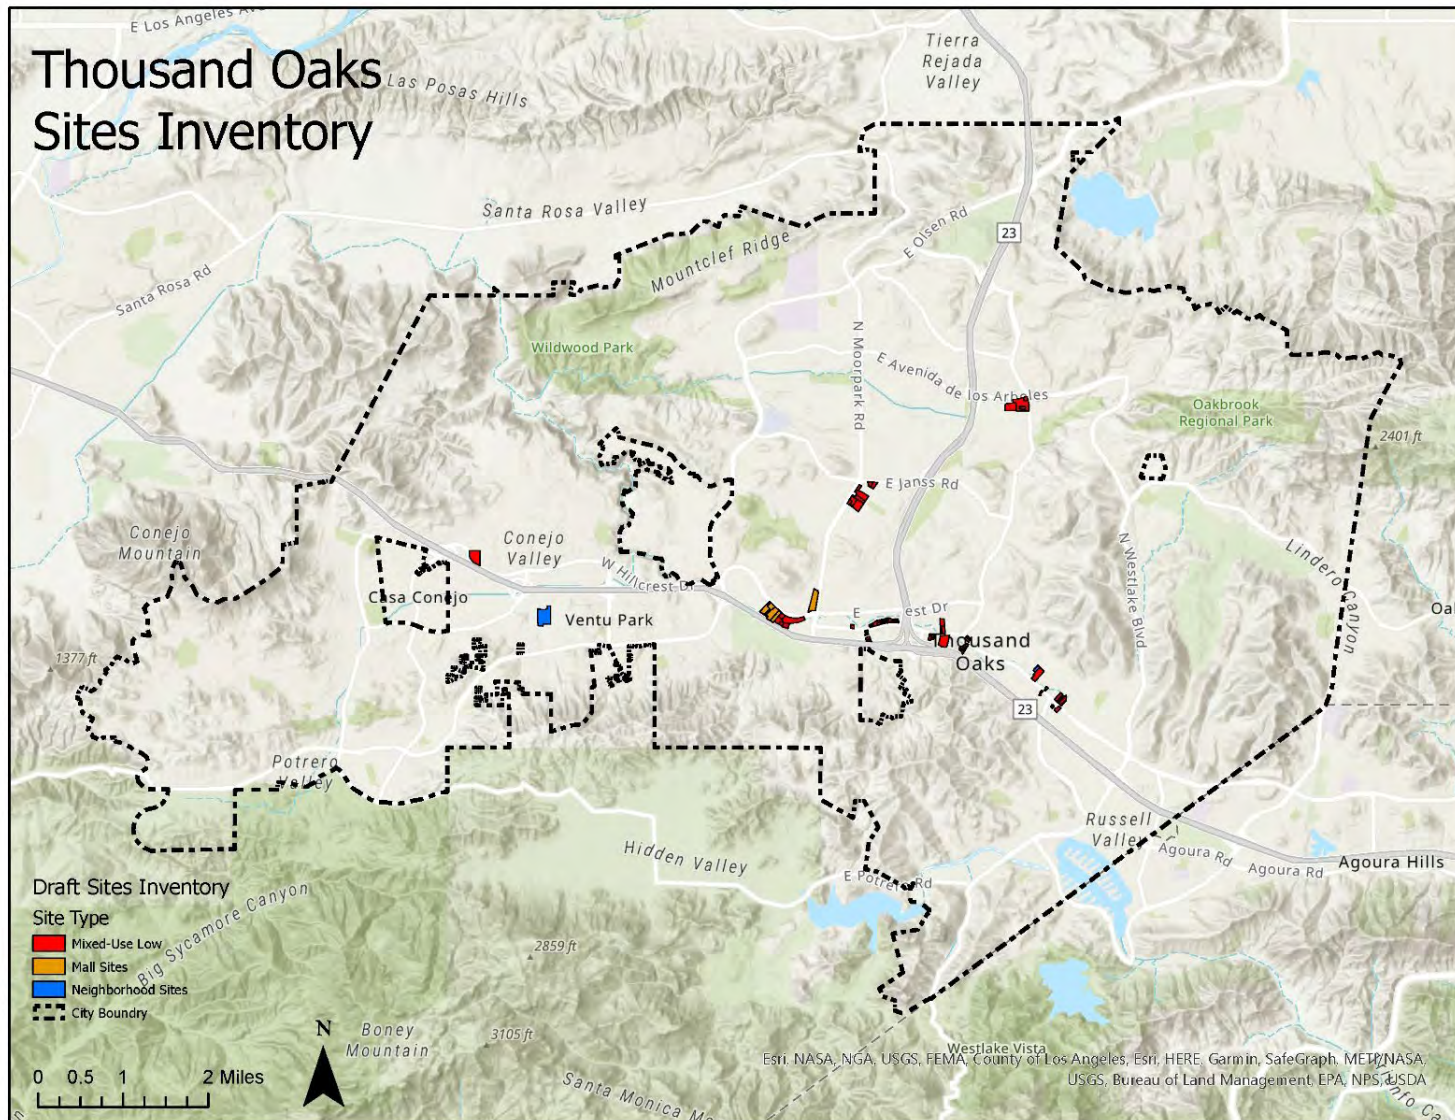 E Los Angeles Av
Thousand Oaks
Sites Inventory
Las Posas Hills
Tierra
Rejada
Valley
Santa Rosa Valley
Mountclef Ridge
E Olsen Rd
23
Santa Rosa Rd
Wildwood Park
N Moorpark Rd
E Avenida de los Arboles
Oakbrook
Regional Park
2401 ft
E Janss Rd
Conejo
Mountain
Conejo
Valley
W Hillcrest Dr
N Westlake Blvd
Lindero Canyon
Casa Conejo
Ventu Park
E
est Dr
Oa
Thousand
Oaks
1377 ft
23
Potrero
Valley
Russell
Valley
Hidden Valley
Agoura Rd
Agoura Rd
Agoura Hills
E Potrero Rd
Draft Sites Inventory
Site Type
Mixed-Use Low
Mall Sites
Neighborhood Sites
City Boundry
Big Sycamore Canyon
2859 ft
N
Boney
Mountain
3105 ft
Westlake Vista
0 0.5 1 2 Miles
Santa Monica Mo
Esri, NASA, NGA, USGS, FEMA, County of Los Angeles, Esri, HERE, Garmin, SafeGraph, METI/NASA,
USGS, Bureau of Land Management, EPA, NPS, USDA